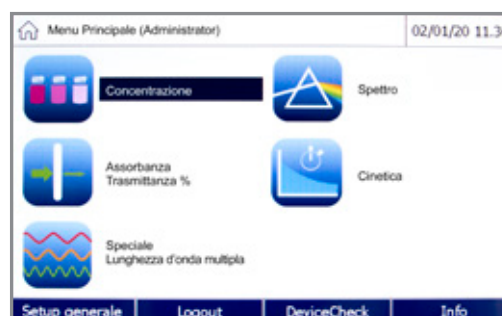 Menu Principale (Administrator)
02/01/20 11.3
Concentrazione
Spettro
Assorbanza
Trasmittanza %
Cinetica
Speciale
Lunghezza d'onda multipla
Setup generale
Logout
DeviceCheck
Info